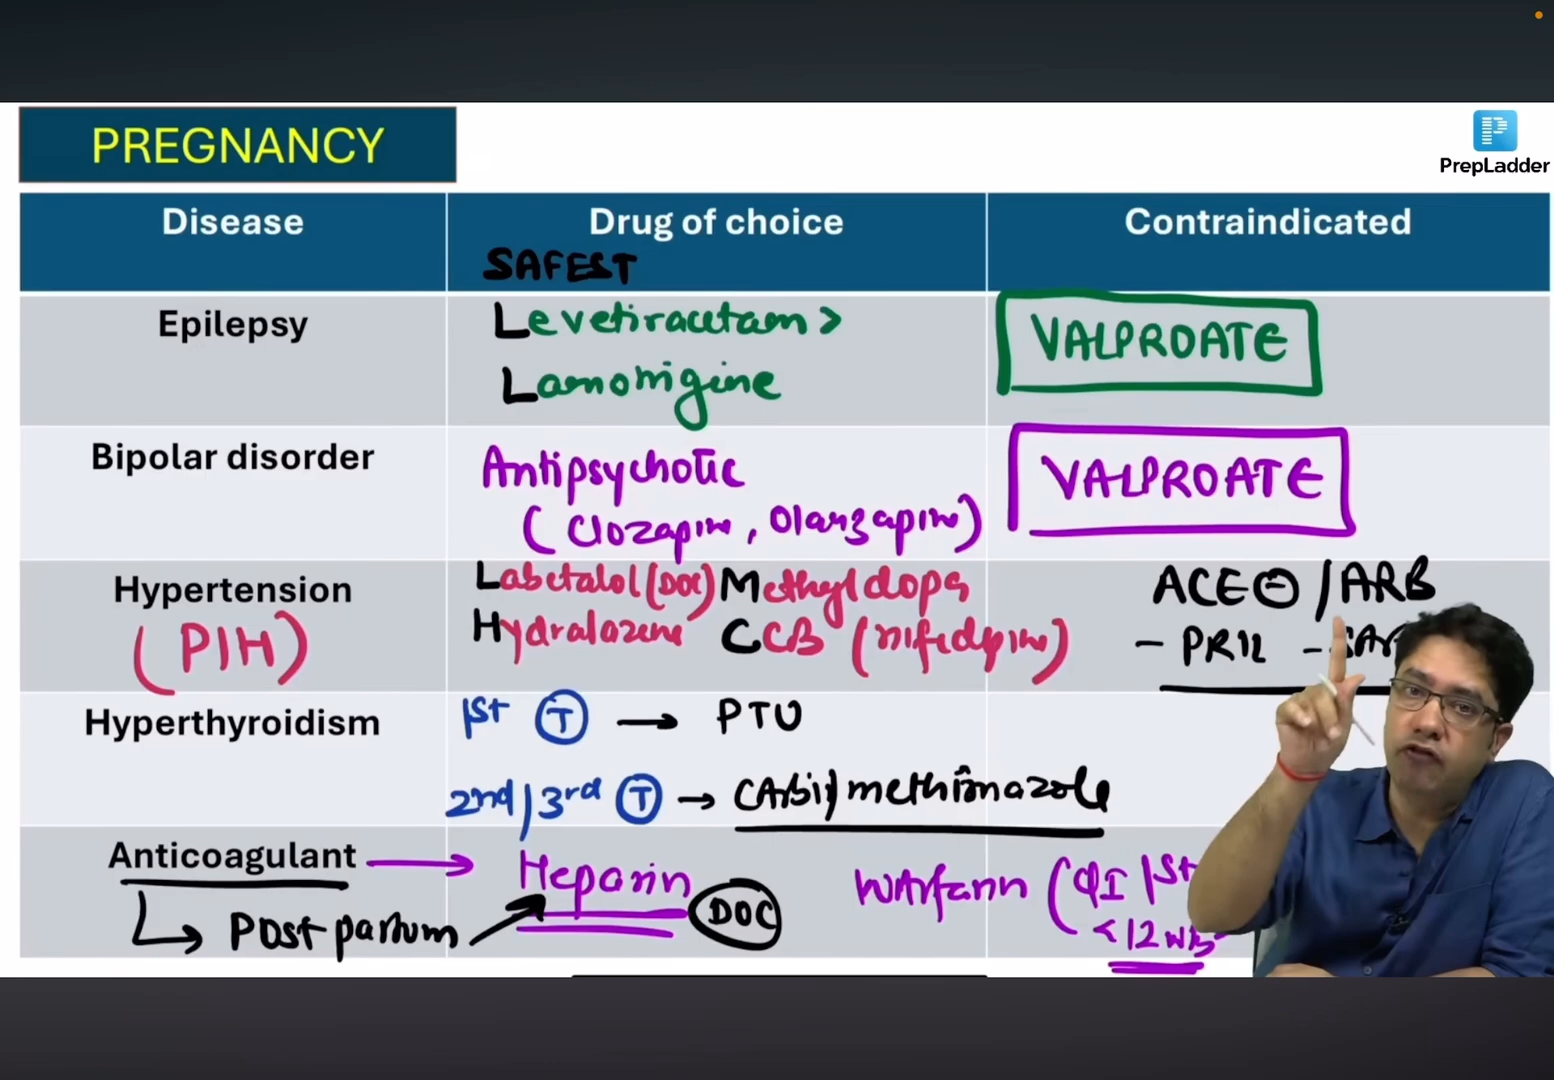 PREGNANCY
PrepLadder
Disease
Drug of choice
Contraindicated
SAFEST
Epilepsy
Levetiracetam >
Lamotrigine
VALPROATE
Bipolar disorder
Antipsychotic
(Clozapine, Olanzapine)
VALPROATE
Hypertension
(PIH)
Labetalol (DOC) Methyldopa
Hydralazene CCB (nifedipine)
ACE⊖ / ARB
- PRIL -SAR
Hyperthyroidism
1st Ⓣ → PTU
2nd/3rd Ⓣ → CArbi/methimazole
Anticoagulant → Heparin
↳ Post partum
DOC
WArfarin (CI 1st
< 12 wks